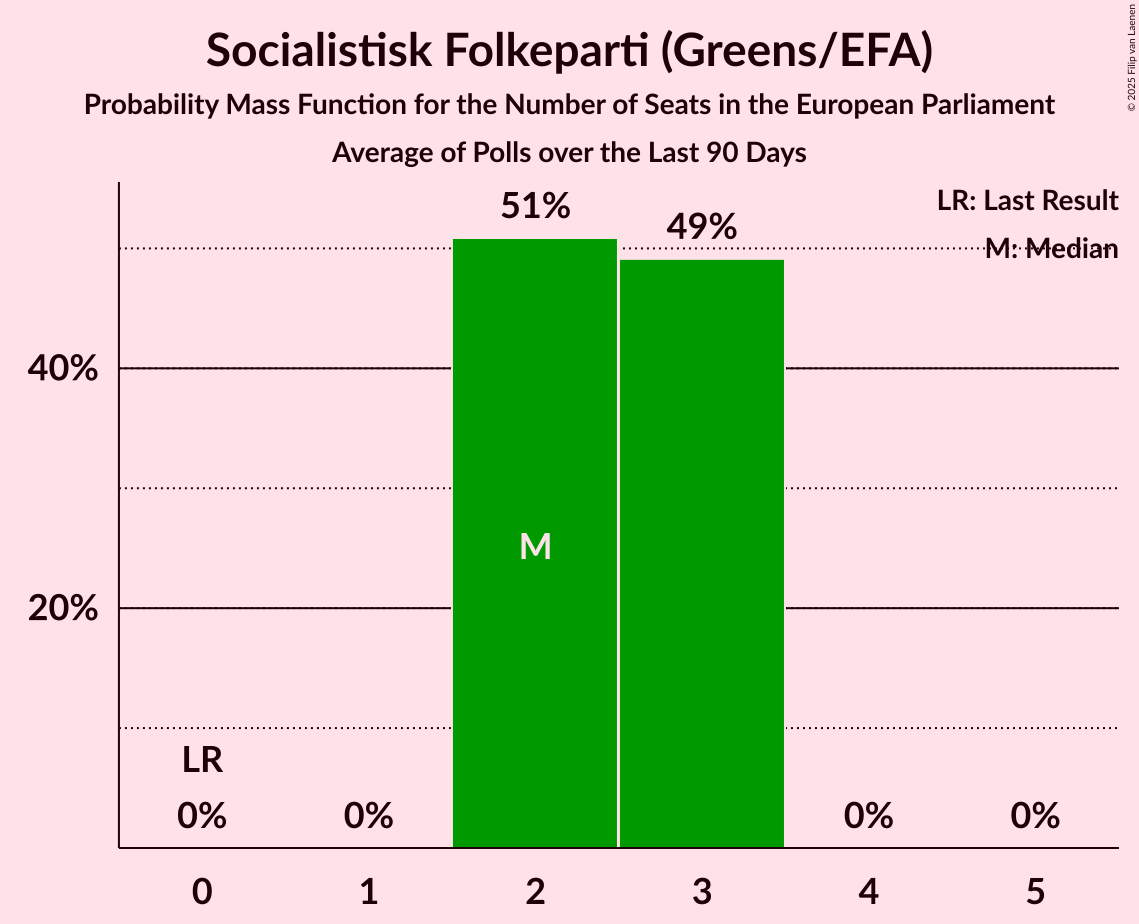 Socialistisk Folkeparti (Greens/EFA)
Probability Mass Function for the Number of Seats in the European Parliament
Average of Polls over the Last 90 Days
© 2025 Filip van Laenen
LR: Last Result
M: Median
51%
49%
40%
M
20%
LR
0%
0%
0%
0%
0
1
2
3
4
5